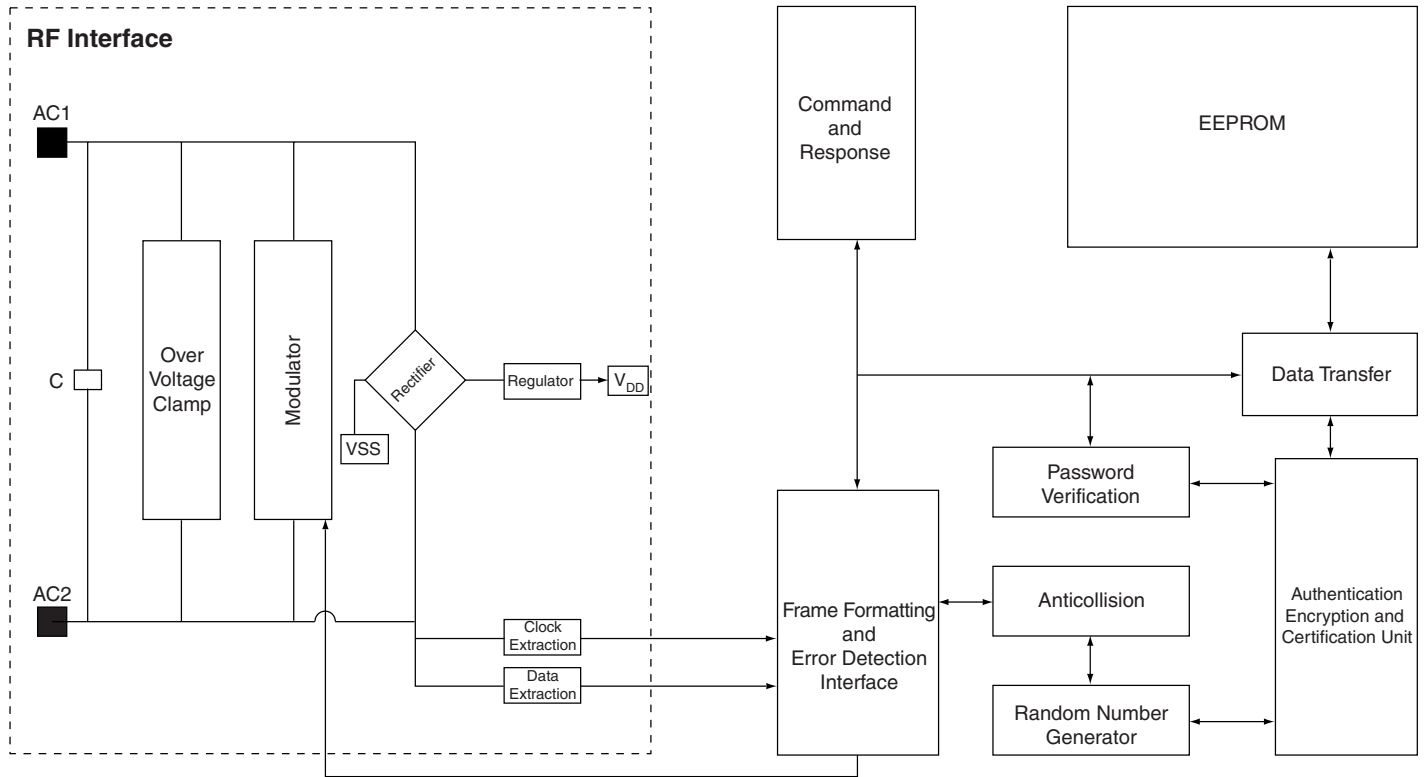 RF Interface
AC1
C
Over
Voltage
Clamp
Modulator
Rectifier
VSS
Regulator
VDD
AC2
Clock
Extraction
Data
Extraction
Command
and
Response
EEPROM
Data Transfer
Password
Verification
Frame Formatting
and
Error Detection
Interface
Anticollision
Random Number
Generator
Authentication
Encryption and
Certification Unit